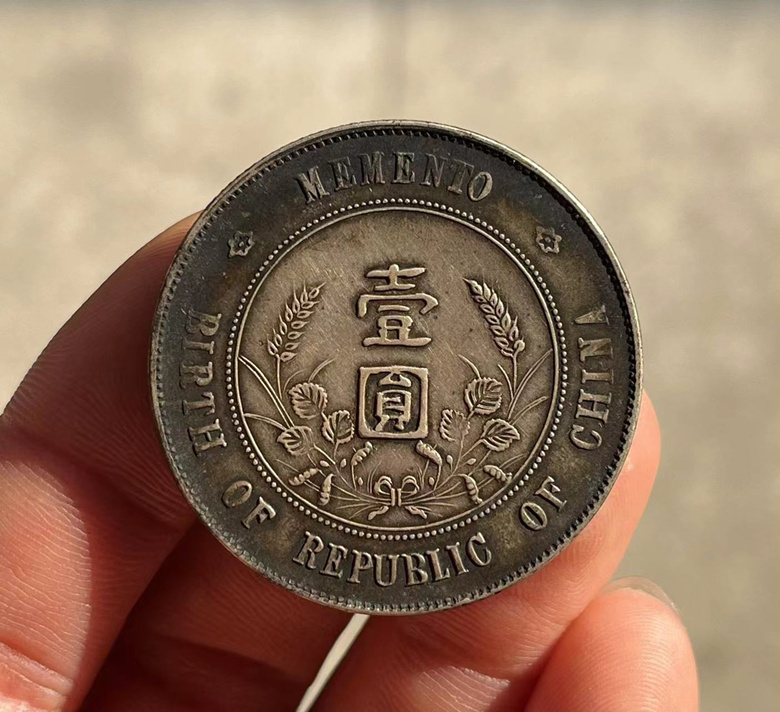 MEMENTO
壹
圓
BIRTH OF REPUBLIC OF CHINA